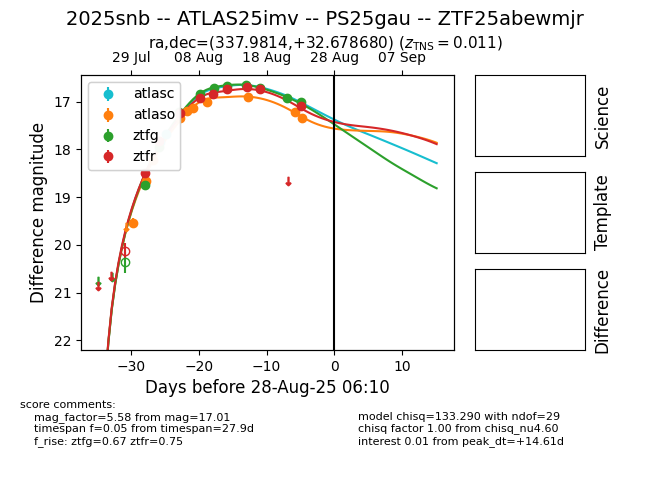 2025snb -- ATLAS25imv -- PS25gau -- ZTF25abewmjr
ra,dec=(337.9814,+32.678680) (z_TNS = 0.011)
29 Jul 08 Aug 18 Aug 28 Aug 07 Sep
atlasc
atlaso
ztfg
ztfr
Difference magnitude
17
18
19
20
21
22
−30 −20 −10 0 10
Days before 28-Aug-25 06:10
Science
Template
Difference
score comments:
mag_factor=5.58 from mag=17.01
timespan f=0.05 from timespan=27.9d
f_rise: ztfg=0.67 ztfr=0.75
model chisq=133.290 with ndof=29
chisq factor 1.00 from chisq_nu4.60
interest 0.01 from peak_dt=+14.61d